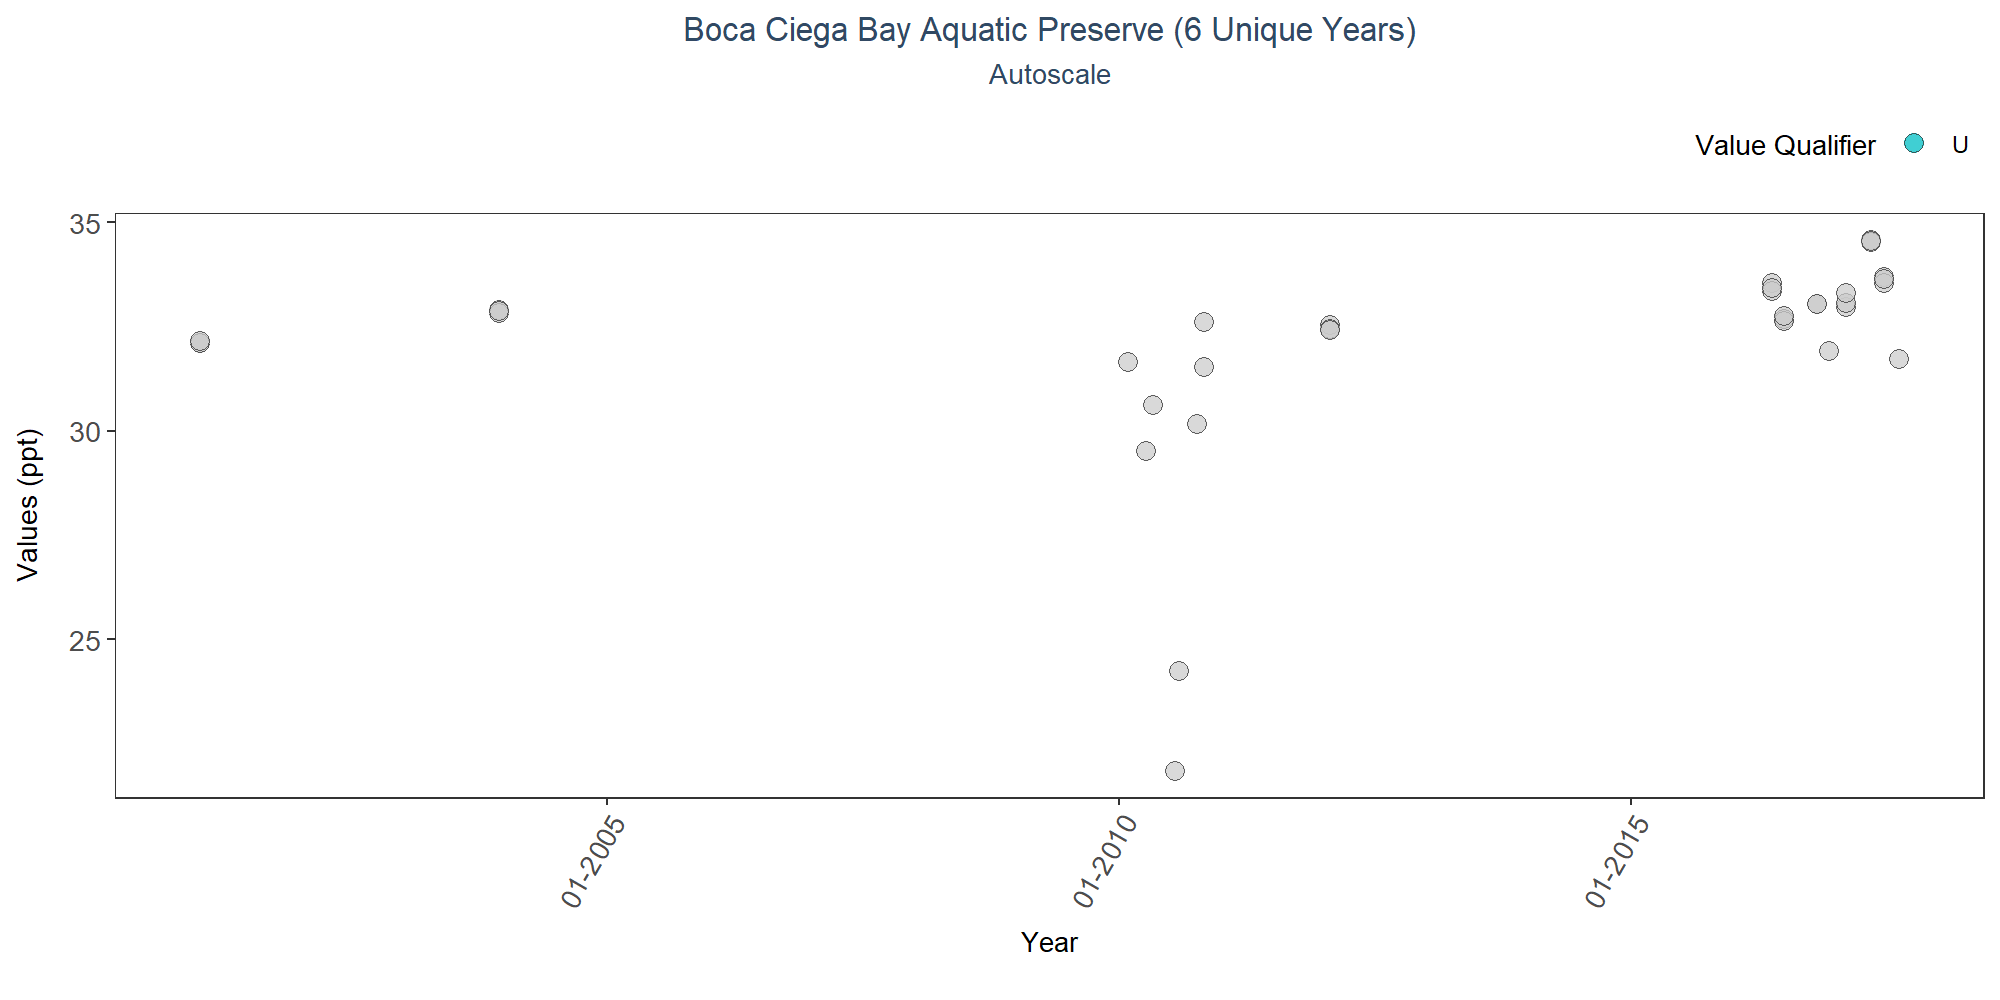 Boca Ciega Bay Aquatic Preserve (6 Unique Years)
Autoscale
Value Qualifier U
35
30
25
Values (ppt)
01-2005
01-2010
01-2015
Year